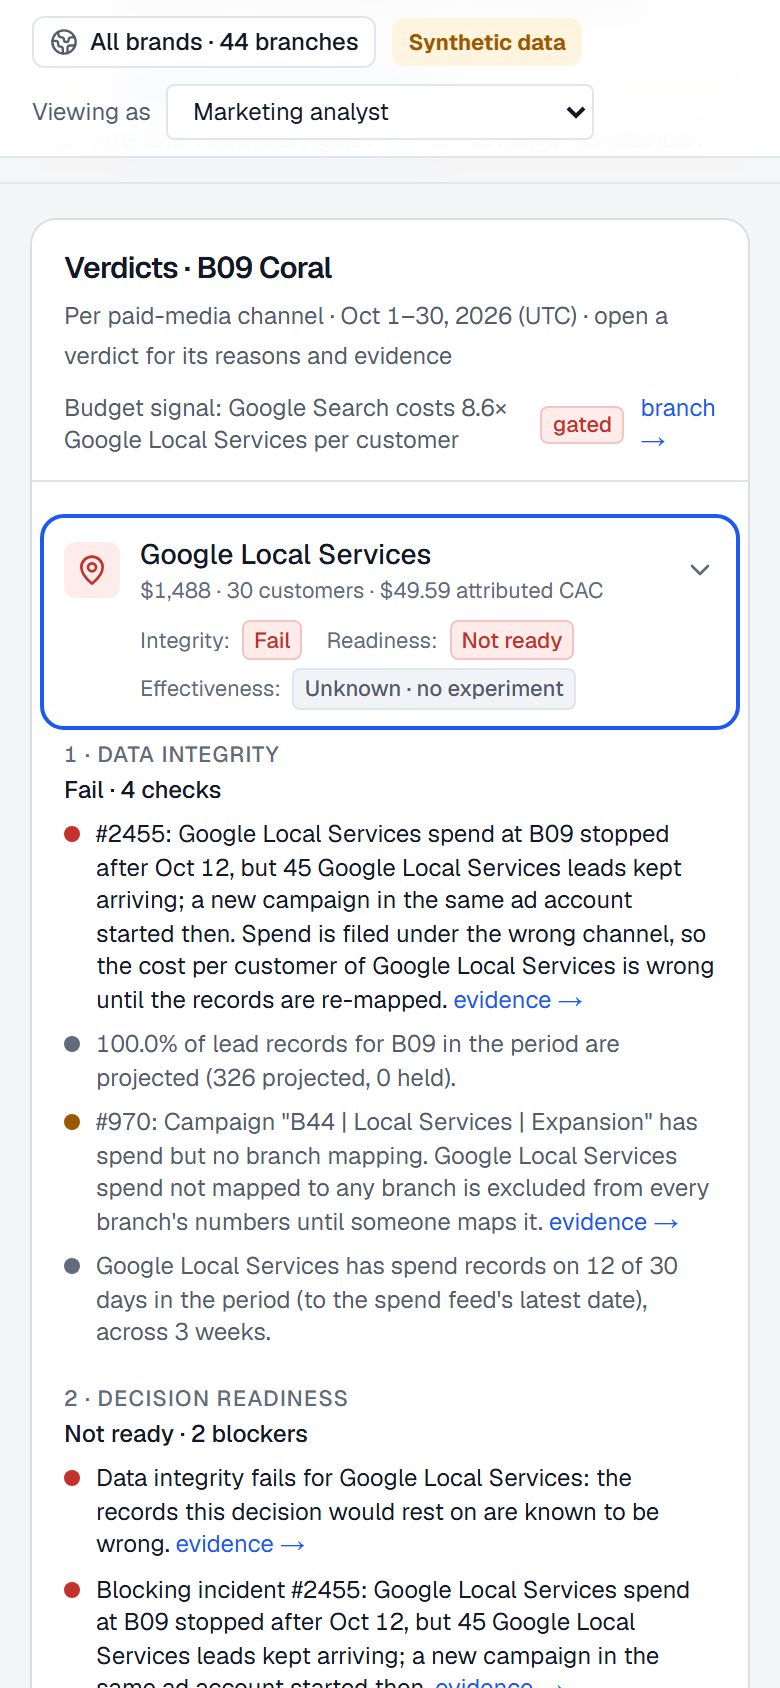 All brands · 44 branches
Synthetic data
Viewing as
Marketing analyst
Verdicts · B09 Coral
Per paid-media channel · Oct 1–30, 2026 (UTC) · open a
verdict for its reasons and evidence
Budget signal: Google Search costs 8.6×
Google Local Services per customer
gated
branch
→
Google Local Services
$1,488 · 30 customers · $49.59 attributed CAC
Integrity: Fail Readiness: Not ready
Effectiveness: Unknown · no experiment
1 · DATA INTEGRITY
Fail · 4 checks
#2455: Google Local Services spend at B09 stopped
after Oct 12, but 45 Google Local Services leads kept
arriving; a new campaign in the same ad account
started then. Spend is filed under the wrong channel, so
the cost per customer of Google Local Services is wrong
until the records are re-mapped. evidence →
100.0% of lead records for B09 in the period are
projected (326 projected, 0 held).
#970: Campaign "B44 | Local Services | Expansion" has
spend but no branch mapping. Google Local Services
spend not mapped to any branch is excluded from every
branch's numbers until someone maps it. evidence →
Google Local Services has spend records on 12 of 30
days in the period (to the spend feed's latest date),
across 3 weeks.
2 · DECISION READINESS
Not ready · 2 blockers
Data integrity fails for Google Local Services: the
records this decision would rest on are known to be
wrong. evidence →
Blocking incident #2455: Google Local Services spend
at B09 stopped after Oct 12, but 45 Google Local
Services leads kept arriving; a new campaign in the
same ad account started then. evidence →